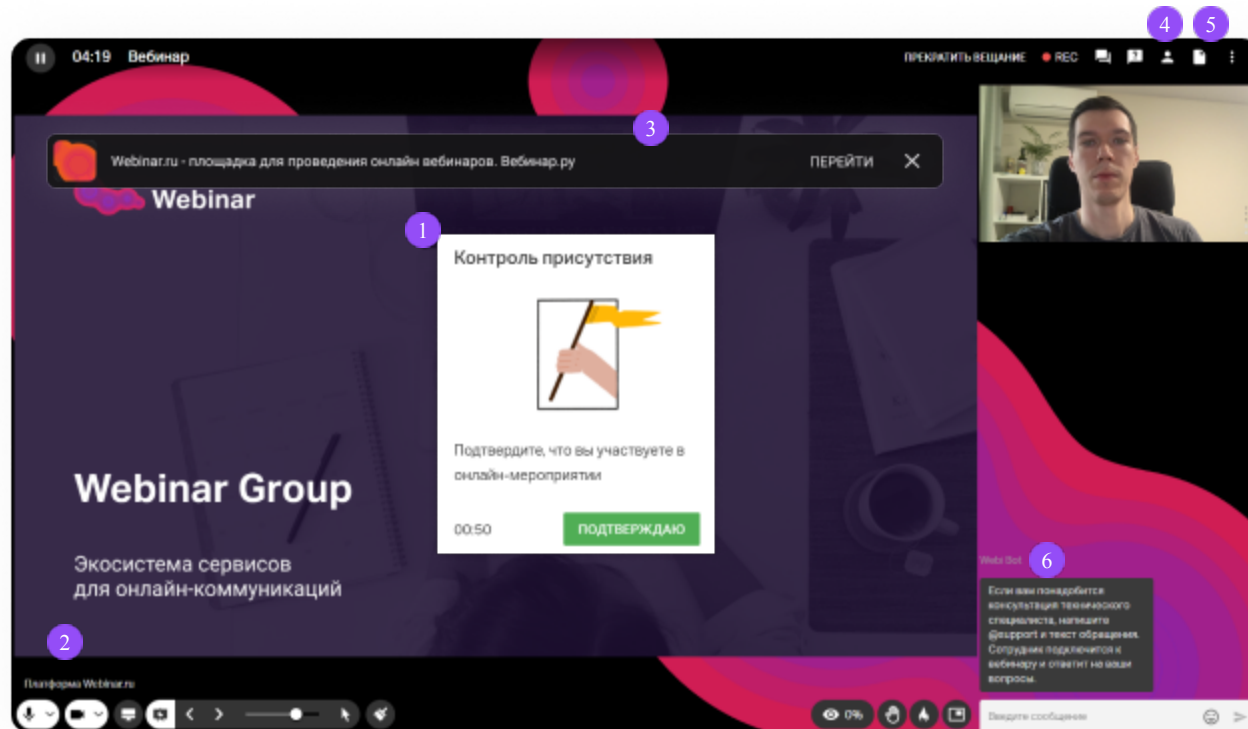 4
5
04:19 Вебинар
ПРЕКРАТИТЬ ВЕЩАНИЕ
REC
3
Webinar.ru - площадка для проведения онлайн вебинаров. Вебинар.ру
ПЕРЕЙТИ
Webinar
1
Контроль присутствия
Подтвердите, что вы участвуете в
онлайн-мероприятии
00:50
ПОДТВЕРЖДАЮ
Webinar Group
Экосистема сервисов
для онлайн-коммуникаций
2
Платформа Webinar.ru
0%
Webi Bot
6
Если вам понадобится
консультация технического
специалиста, напишите
@support и текст обращения.
Сотрудник подключится к
вебинару и ответит на ваши
вопросы.
Введите сообщение